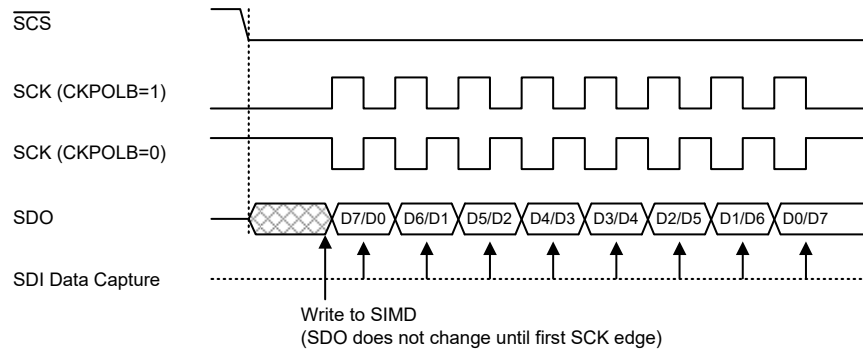 SCS
SCK (CKPOLB=1)
SCK (CKPOLB=0)
SDO D7/D0 D6/D1 D5/D2 D4/D3 D3/D4 D2/D5 D1/D6 D0/D7
SDI Data Capture
Write to SIMD
(SDO does not change until first SCK edge)